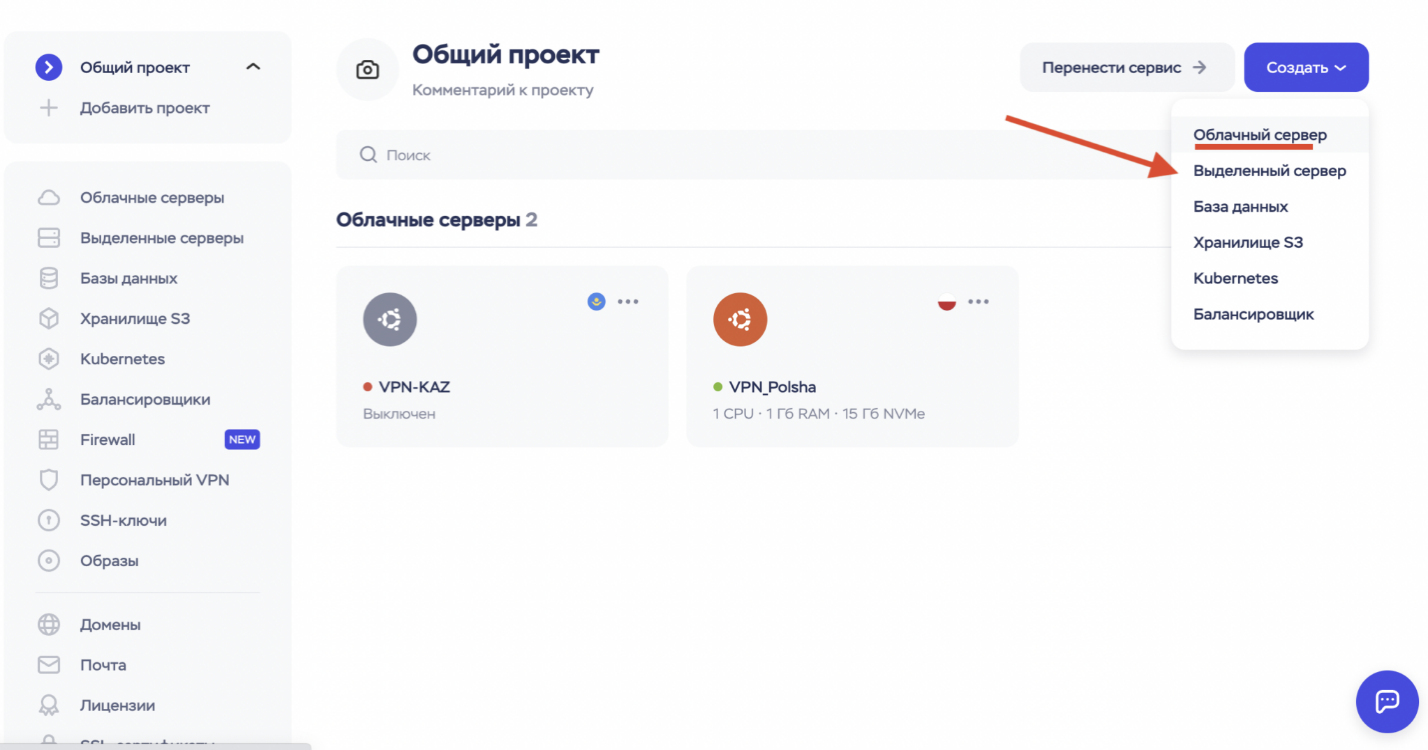 Общий проект
Добавить проект
Облачные серверы
Выделенные серверы
Базы данных
Хранилище S3
Kubernetes
Балансировщики
Firewall NEW
Персональный VPN
SSH-ключи
Образы
Домены
Почта
Лицензии
Общий проект
Комментарий к проекту
Перенести сервис
Создать
Поиск
Облачный сервер
Выделенный сервер
База данных
Хранилище S3
Kubernetes
Балансировщик
Облачные серверы 2
VPN-KAZ
Выключен
VPN_Polsha
1 CPU · 1 Гб RAM · 15 Гб NVMe